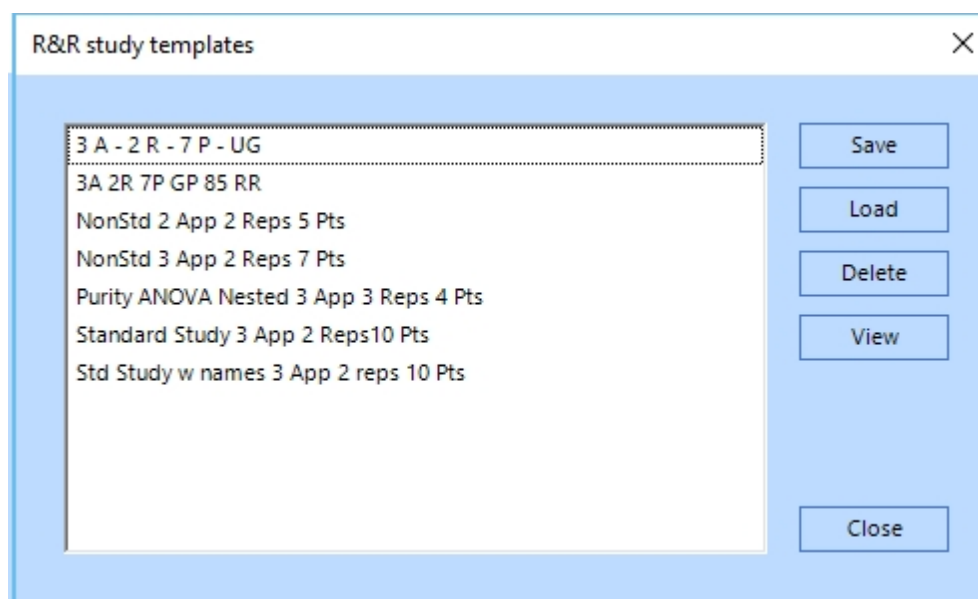 R&R study templates
3 A - 2 R - 7 P - UG
3A 2R 7P GP 85 RR
NonStd 2 App 2 Reps 5 Pts
NonStd 3 App 2 Reps 7 Pts
Purity ANOVA Nested 3 App 3 Reps 4 Pts
Standard Study 3 App 2 Reps10 Pts
Std Study w names 3 App 2 reps 10 Pts
Save
Load
Delete
View
Close